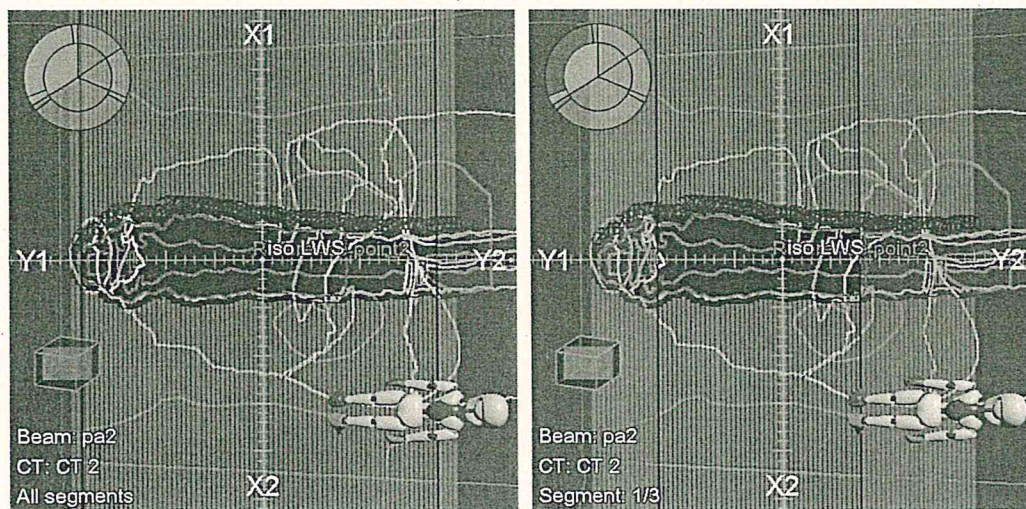 X1
Riso LWS-point2
Y1
Y2
Beam: pa2
CT: CT 2
All segments
X2
X1
Riso LWS-point2
Y1
Y2
Beam: pa2
CT: CT 2
Segment: 1/3
X2